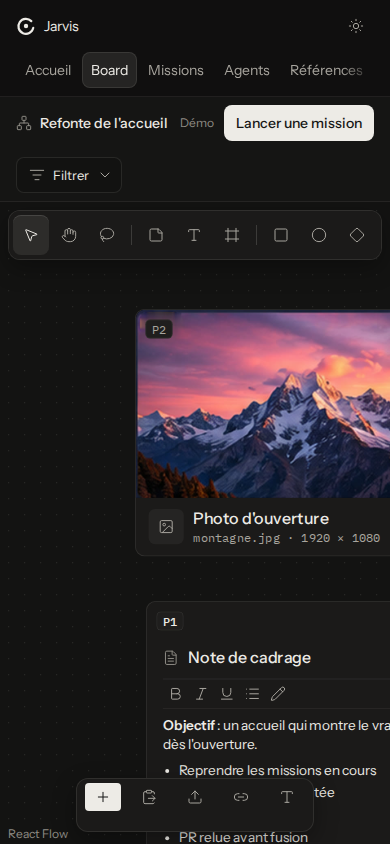 Jarvis
Accueil Board Missions Agents Références
Refonte de l'accueil Démo Lancer une mission
Filtrer
P2
Photo d'ouverture
montagne.jpg · 1920 × 1080
P1
Note de cadrage
Objectif : un accueil qui montre le
dès l'ouverture.
• Reprendre les missions en cours
• PR relue avant fusion
React Flow